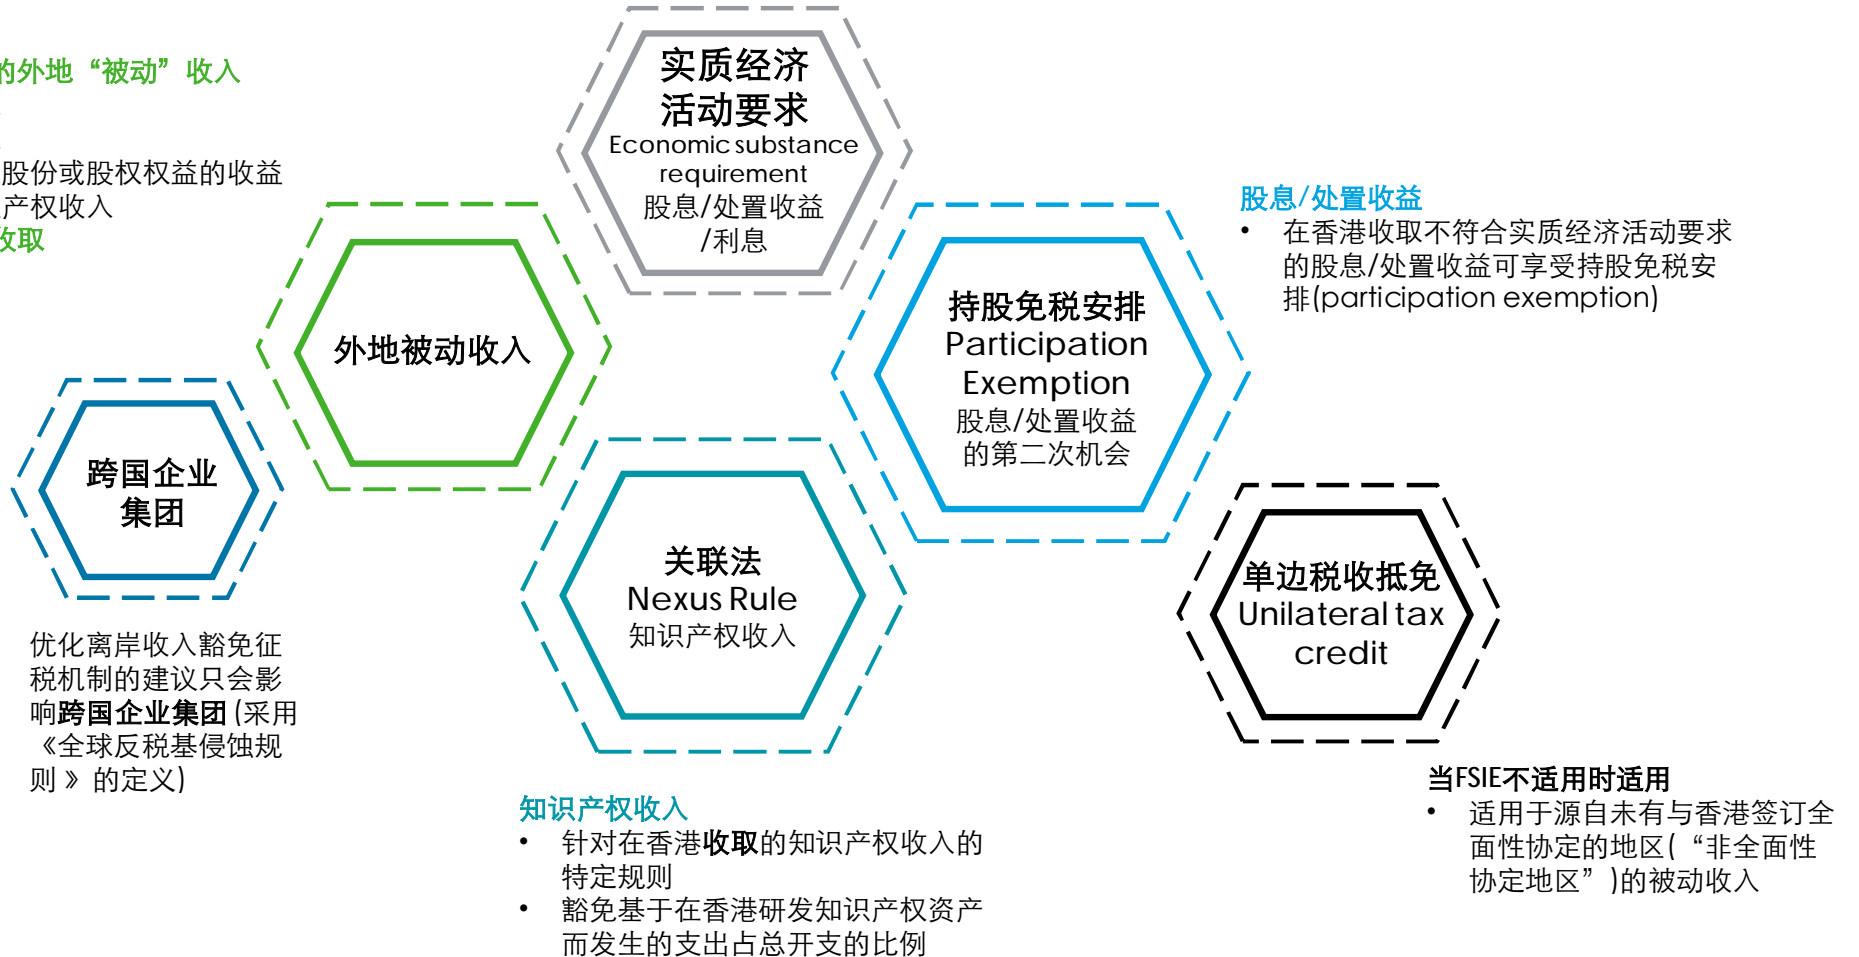 的外地“被动”收入
股份或股权权益的收益
产权收入
收取
实质经济
活动要求
Economic substance
requirement
股息/处置收益
/利息
外地被动收入
跨国企业
集团
优化离岸收入豁免征
税机制的建议只会影
响跨国企业集团(采用
《全球反税基侵蚀规
则》的定义)
持股免税安排
Participation
Exemption
股息/处置收益
的第二次机会
股息/处置收益
• 在香港收取不符合实质经济活动要求
的股息/处置收益可享受持股免税安
排(participation exemption)
关联法
Nexus Rule
知识产权收入
知识产权收入
• 针对在香港收取的知识产权收入的
特定规则
• 豁免基于在香港研发知识产权资产
而发生的支出占总开支的比例
单边税收抵免
Unilateral tax
credit
当FSIE不适用时适用
• 适用于源自未有与香港签订全
面性协定的地区(“非全面性
协定地区”)的被动收入